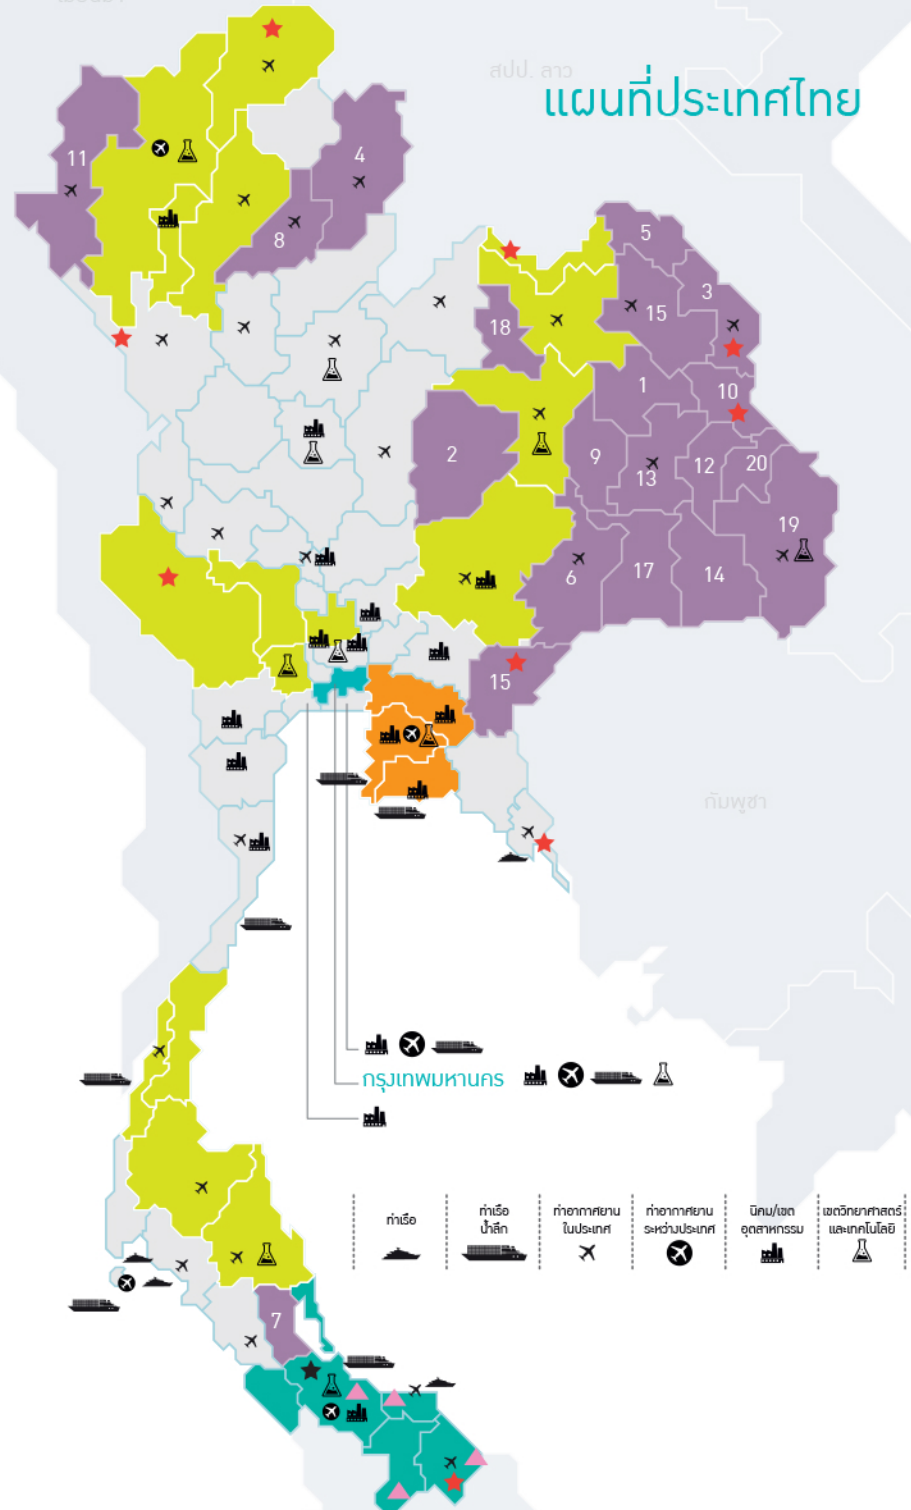 สปป. ลาว
แผนที่ประเทศไทย
11
4
8
5
3
15
18
1
10
2
9
13
12
20
19
6
17
14
15
กัมพูชา
กรุงเทพมหานคร
ท่าเรือ
ท่าเรือ
น้ำลึก
ท่าอากาศยาน
ในประเทศ
ท่าอากาศยาน
ระหว่างประเทศ
นิคม/เขต
อุตสาหกรรม
เขตวิทยาศาสตร์
และเทคโนโลยี
7